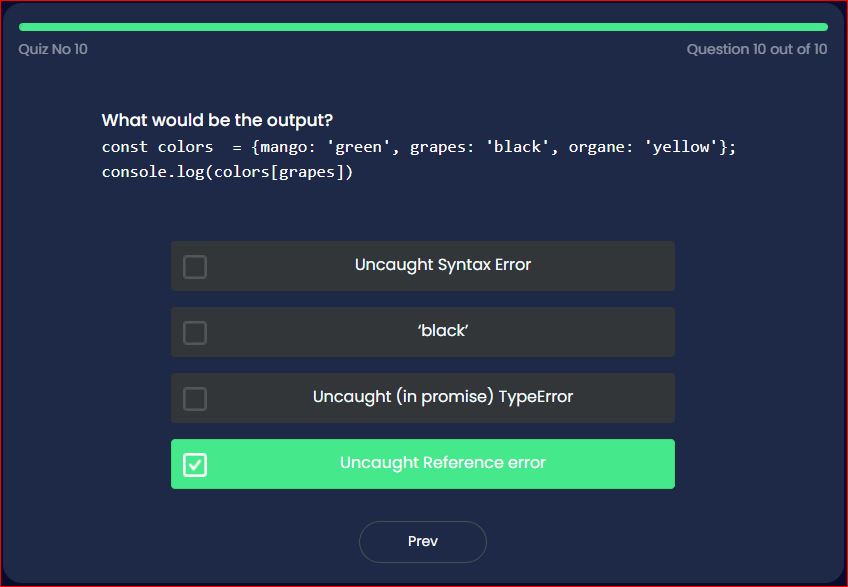 Quiz No 10
Question 10 out of 10
What would be the output?
const colors  = {mango: 'green', grapes: 'black', organe: 'yellow'};
console.log(colors[grapes])
Uncaught Syntax Error
‘black’
Uncaught (in promise) TypeError
Uncaught Reference error
Prev